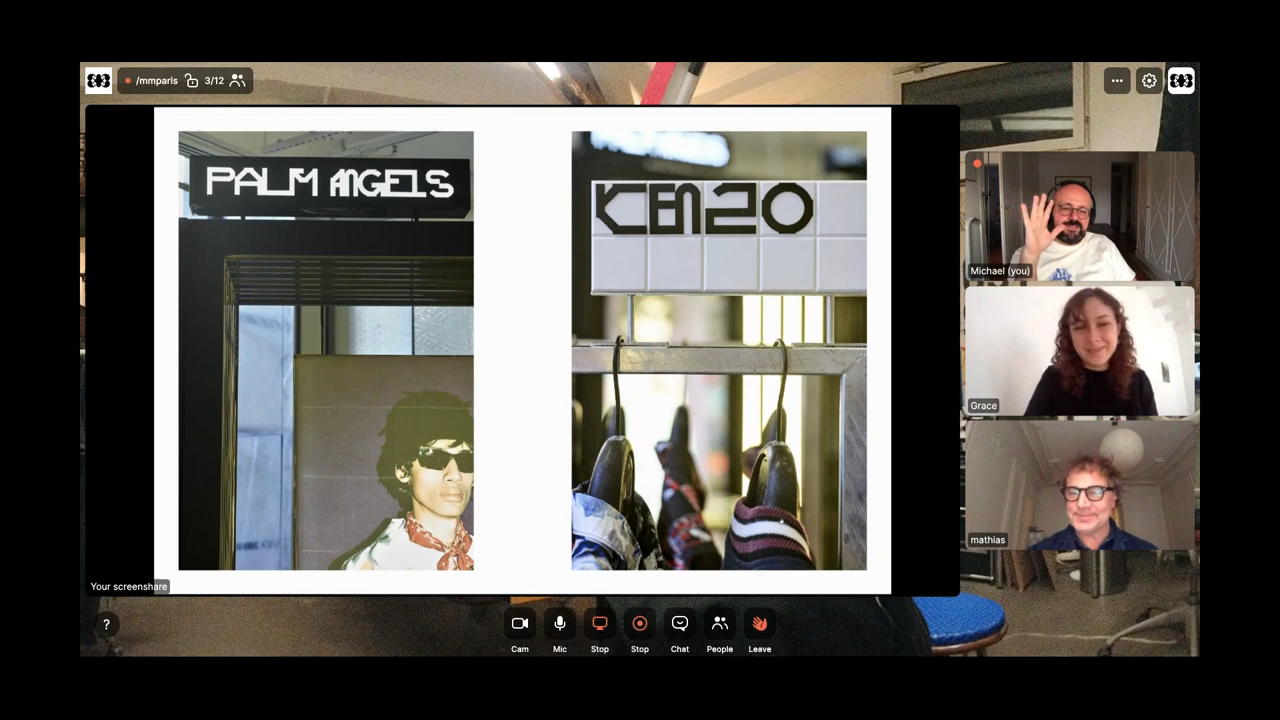 /mmparis
3/12
PALM ANGELS
KENZO
Michael (you)
Grace
mathias
Your screenshare
?
Cam
Mic
Stop
Stop
Chat
People
Leave